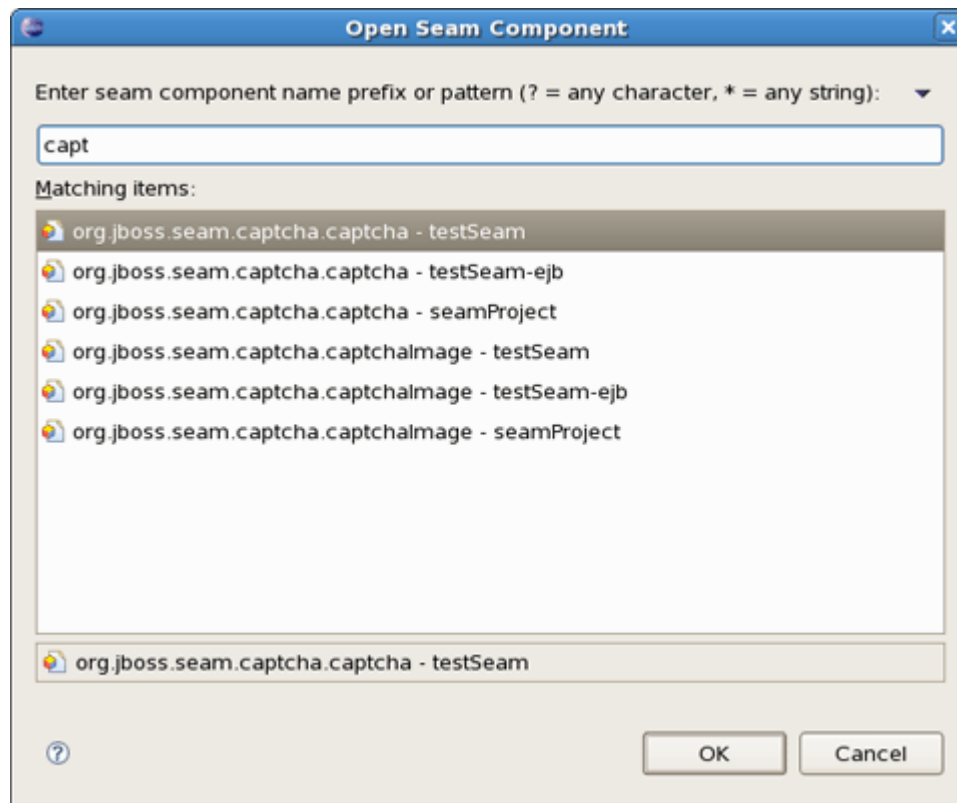 Open Seam Component
Enter seam component name prefix or pattern (? = any character, * = any string):
capt
Matching items:
org.jboss.seam.captcha.captcha - testSeam
org.jboss.seam.captcha.captcha - testSeam-ejb
org.jboss.seam.captcha.captcha - seamProject
org.jboss.seam.captcha.captchaImage - testSeam
org.jboss.seam.captcha.captchaImage - testSeam-ejb
org.jboss.seam.captcha.captchaImage - seamProject
org.jboss.seam.captcha.captcha - testSeam
OK Cancel